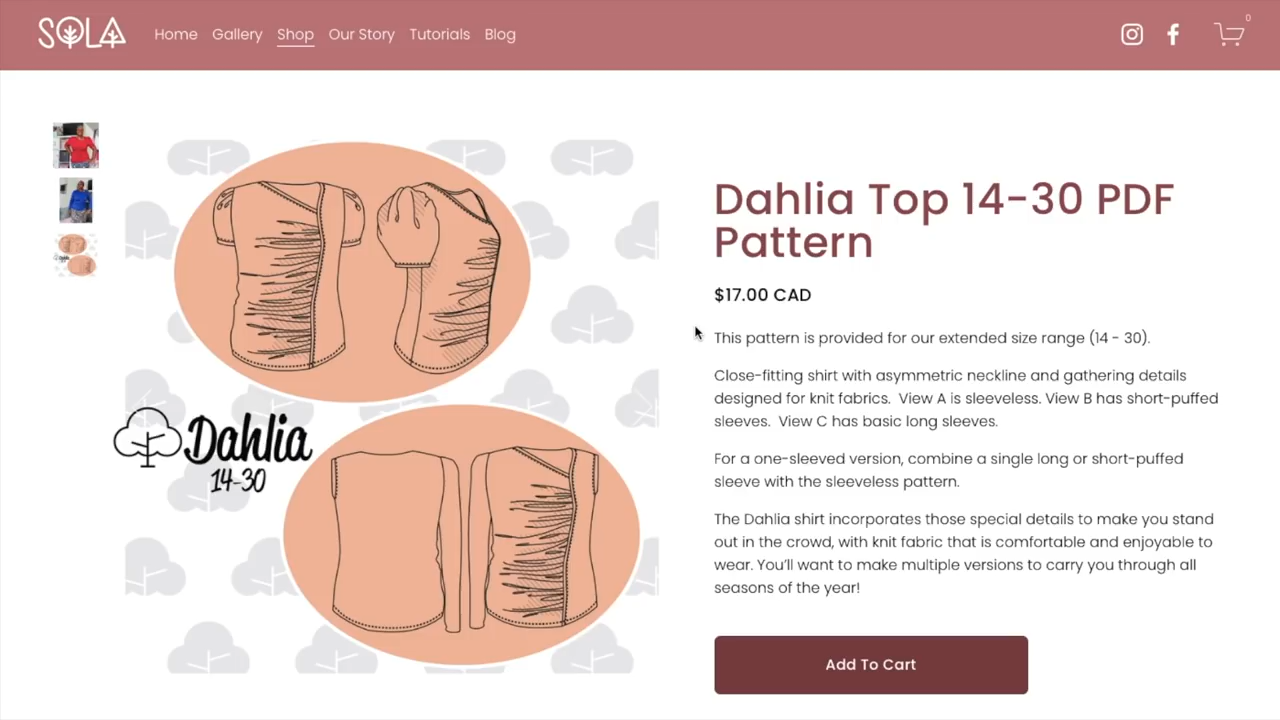 SOLA
Home Gallery Shop Our Story Tutorials Blog
0
Dahlia
14-30
Dahlia Top 14-30 PDF
Pattern
$17.00 CAD
This pattern is provided for our extended size range (14 - 30).
Close-fitting shirt with asymmetric neckline and gathering details
designed for knit fabrics. View A is sleeveless. View B has short-puffed
sleeves. View C has basic long sleeves.
For a one-sleeved version, combine a single long or short-puffed
sleeve with the sleeveless pattern.
The Dahlia shirt incorporates those special details to make you stand
out in the crowd, with knit fabric that is comfortable and enjoyable to
wear. You’ll want to make multiple versions to carry you through all
seasons of the year!
Add To Cart